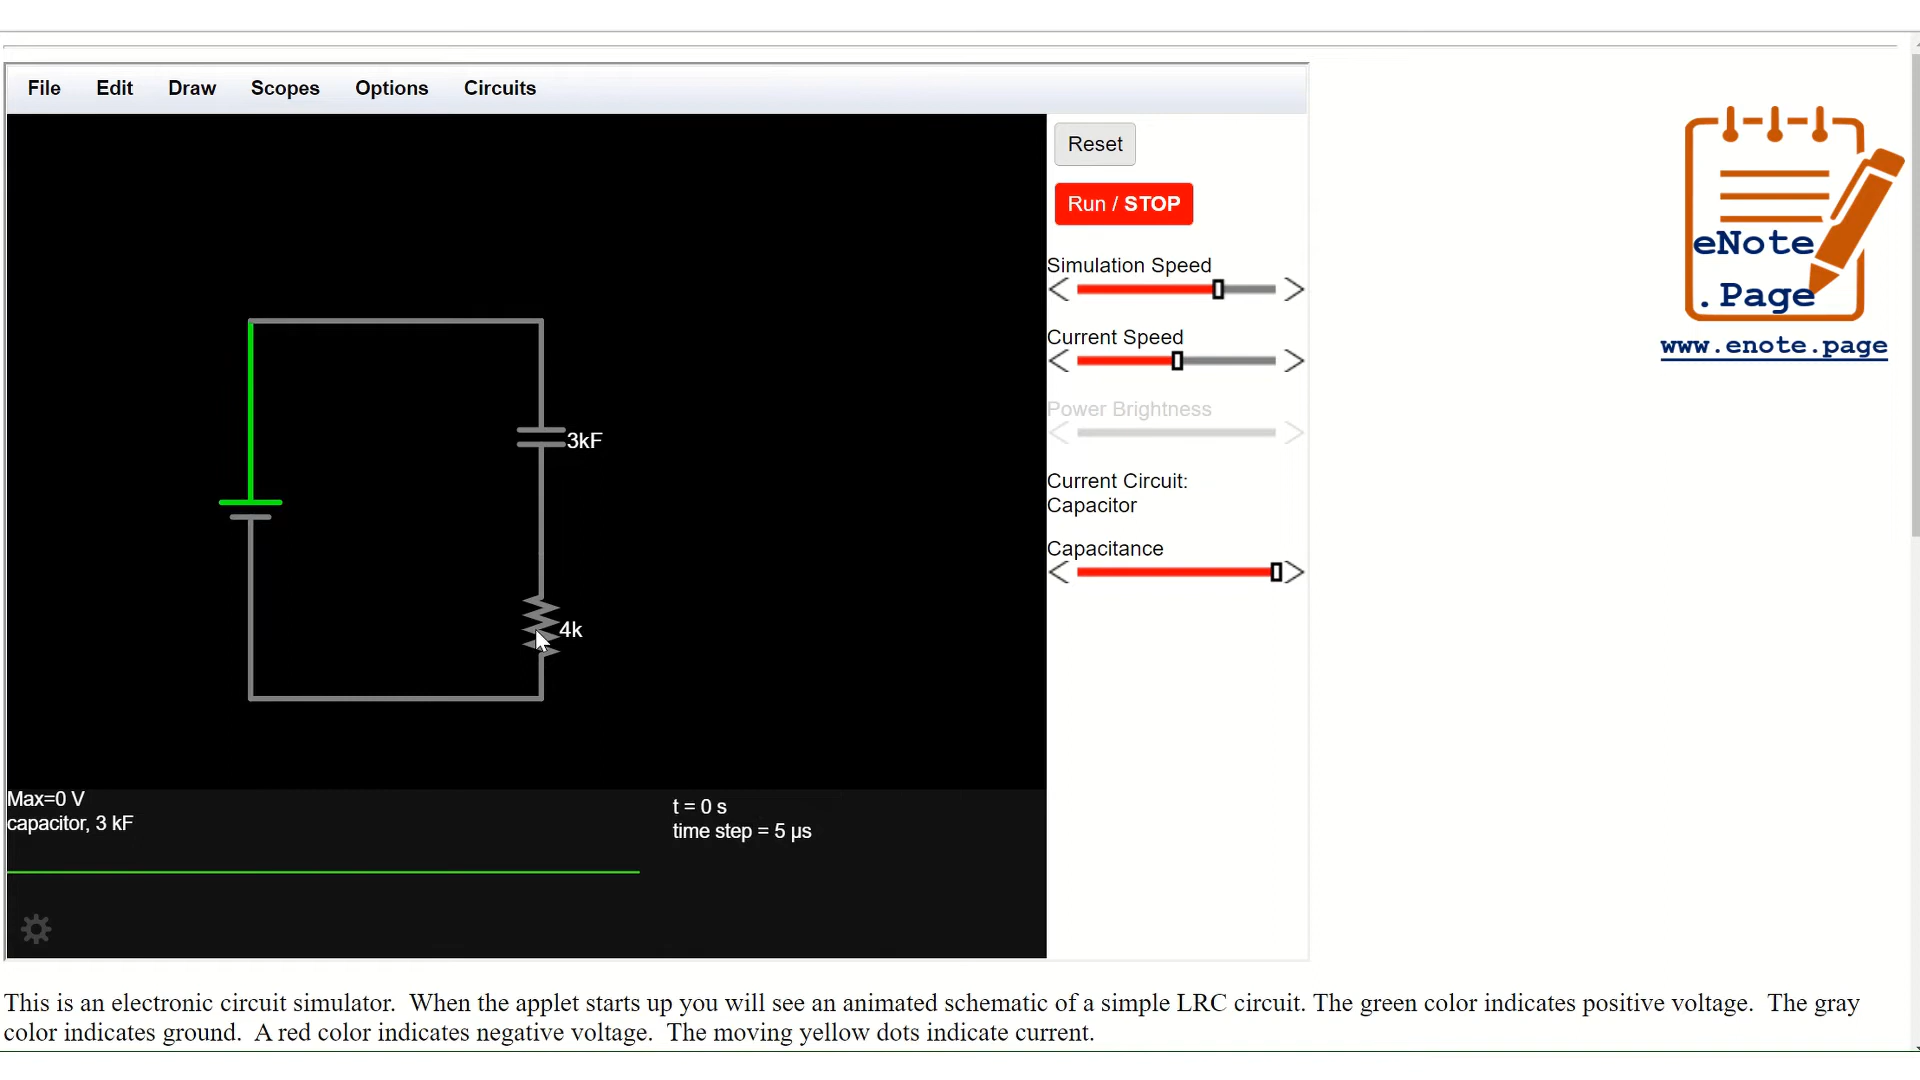 File Edit Draw Scopes Options Circuits
Reset
Run / STOP
Simulation Speed
Current Speed
Power Brightness
Current Circuit:
Capacitor
Capacitance
3kF
4k
Max=0 V
capacitor, 3 kF
t = 0 s
time step = 5 µs
eNote
.Page
www.enote.page
This is an electronic circuit simulator.  When the applet starts up you will see an animated schematic of a simple LRC circuit. The green color indicates positive voltage.  The gray
color indicates ground.  A red color indicates negative voltage.  The moving yellow dots indicate current.